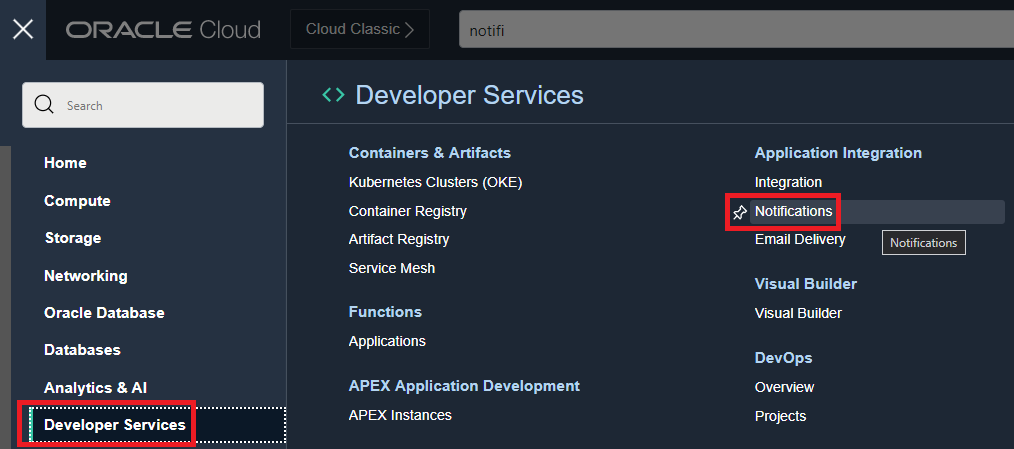 ORACLE Cloud
Cloud Classic
notifi
Search
Home
Compute
Storage
Networking
Oracle Database
Databases
Analytics & AI
Developer Services
Developer Services
Containers & Artifacts
Kubernetes Clusters (OKE)
Container Registry
Artifact Registry
Service Mesh
Functions
Applications
APEX Application Development
APEX Instances
Application Integration
Integration
Notifications
Email Delivery
Notifications
Visual Builder
Visual Builder
DevOps
Overview
Projects